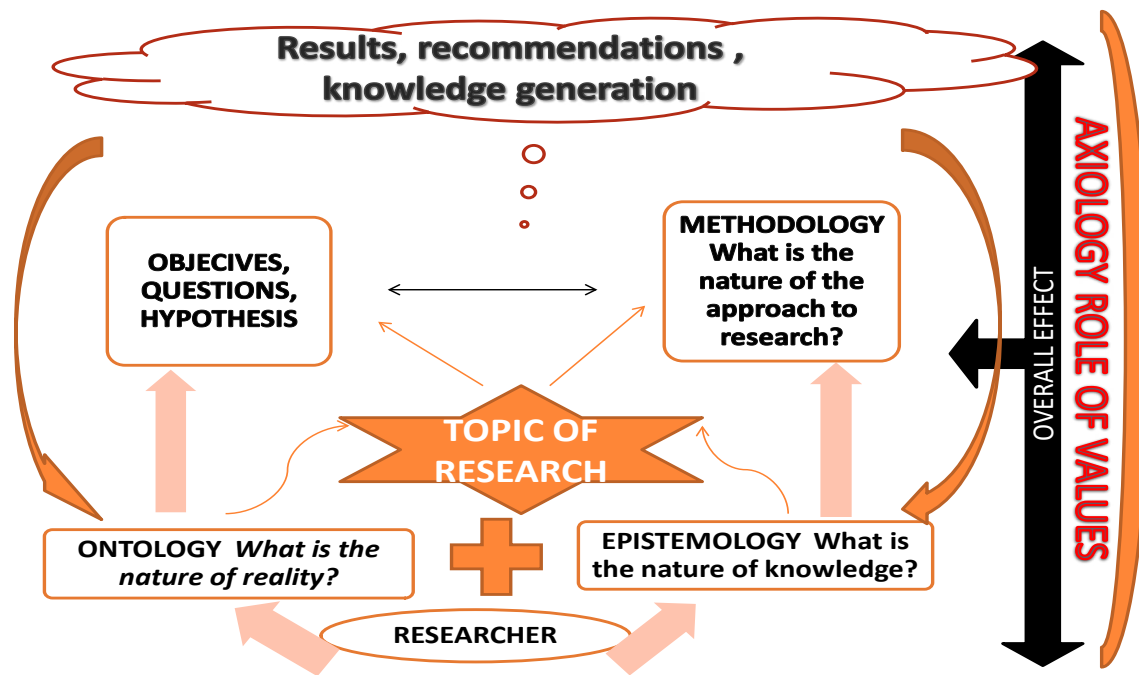 Results, recommendations ,
knowledge generation
OBJECIVES,
QUESTIONS,
HYPOTHESIS
METHODOLOGY
What is the
nature of the
approach to
research?
TOPIC OF
RESEARCH
ONTOLOGY What is the
nature of reality?
EPISTEMOLOGY What is
the nature of knowledge?
RESEARCHER
OVERALL EFFECT
AXIOLOGY ROLE OF VALUES